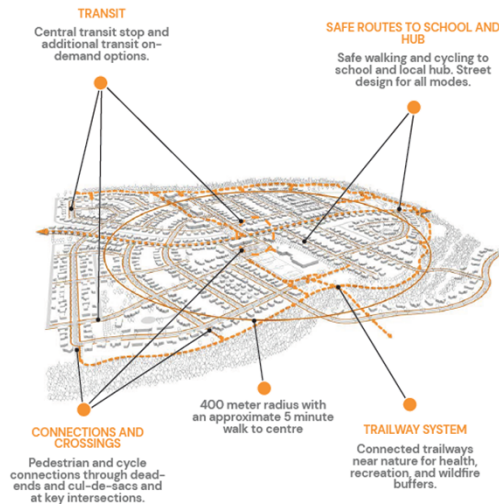 TRANSIT
Central transit stop and
additional transit on-
demand options.
SAFE ROUTES TO SCHOOL AND
HUB
Safe walking and cycling to
school and local hub. Street
design for all modes.
CONNECTIONS AND
CROSSINGS
Pedestrian and cycle
connections through dead-
ends and cul-de-sacs and
at key intersections.
400 meter radius with
an approximate 5 minute
walk to centre
TRAILWAY SYSTEM
Connected trailways
near nature for health,
recreation, and wildfire
buffers.